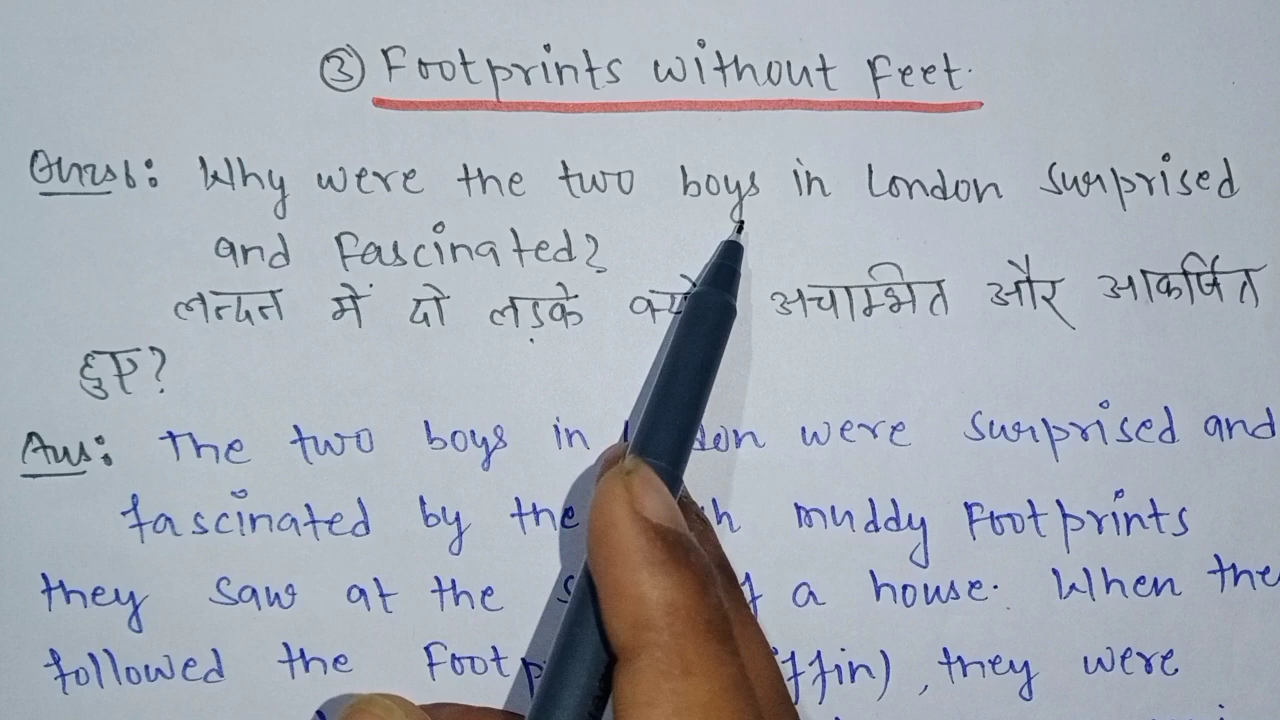 ③ Footprints without Feet.
Ques: Why were the two boys in London surprised
and Fascinated?
लन्दन में दो लड़के अचाम्भित और आकर्षित
हुए?
Ans: The two boys in were surprised and
fascinated by the muddy Footprints
they saw at the a house. When the
followed the they were